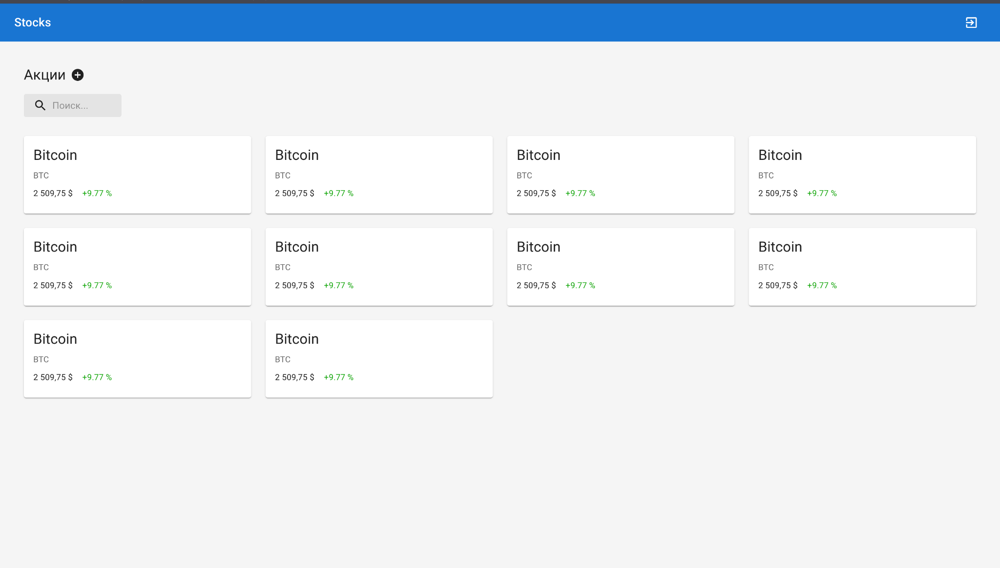 Stocks
Акции
Поиск...
Bitcoin
BTC
2 509,75 $ +9.77 %
Bitcoin
BTC
2 509,75 $ +9.77 %
Bitcoin
BTC
2 509,75 $ +9.77 %
Bitcoin
BTC
2 509,75 $ +9.77 %
Bitcoin
BTC
2 509,75 $ +9.77 %
Bitcoin
BTC
2 509,75 $ +9.77 %
Bitcoin
BTC
2 509,75 $ +9.77 %
Bitcoin
BTC
2 509,75 $ +9.77 %
Bitcoin
BTC
2 509,75 $ +9.77 %
Bitcoin
BTC
2 509,75 $ +9.77 %